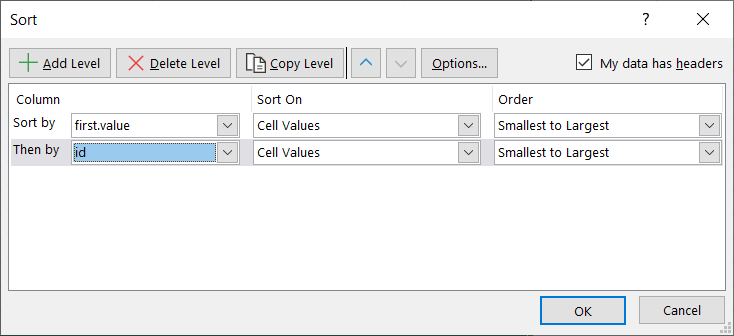 Sort ?
Add Level Delete Level Copy Level Options... My data has headers
Column Sort On Order
Sort by first.value Cell Values Smallest to Largest
Then by id Cell Values Smallest to Largest
OK Cancel